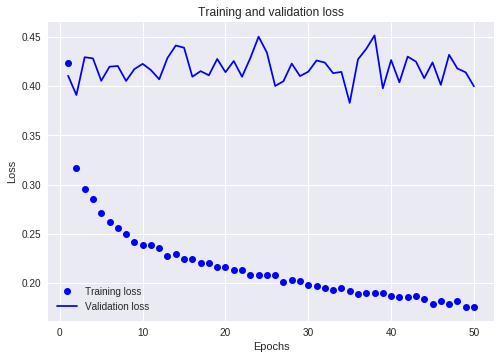 Training and validation loss
0.45
0.40
0.35
0.30
0.25
0.20
Loss
Training loss
Validation loss
0 10 20 30 40 50
Epochs